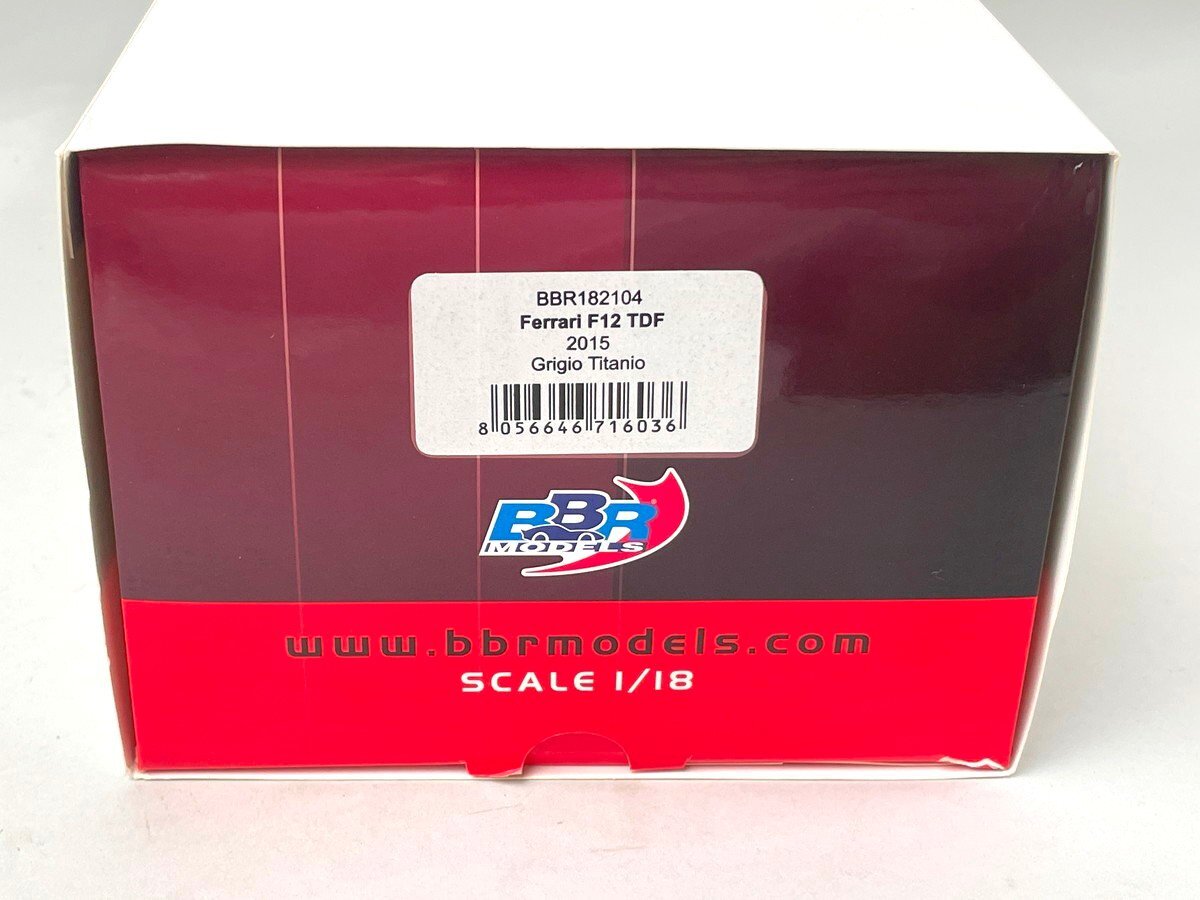 BBR182104
Ferrari F12 TDF
2015
Grigio Titanio
8 056646 716036
BBR
MODELS
www.bbrmodels.com
SCALE 1/18